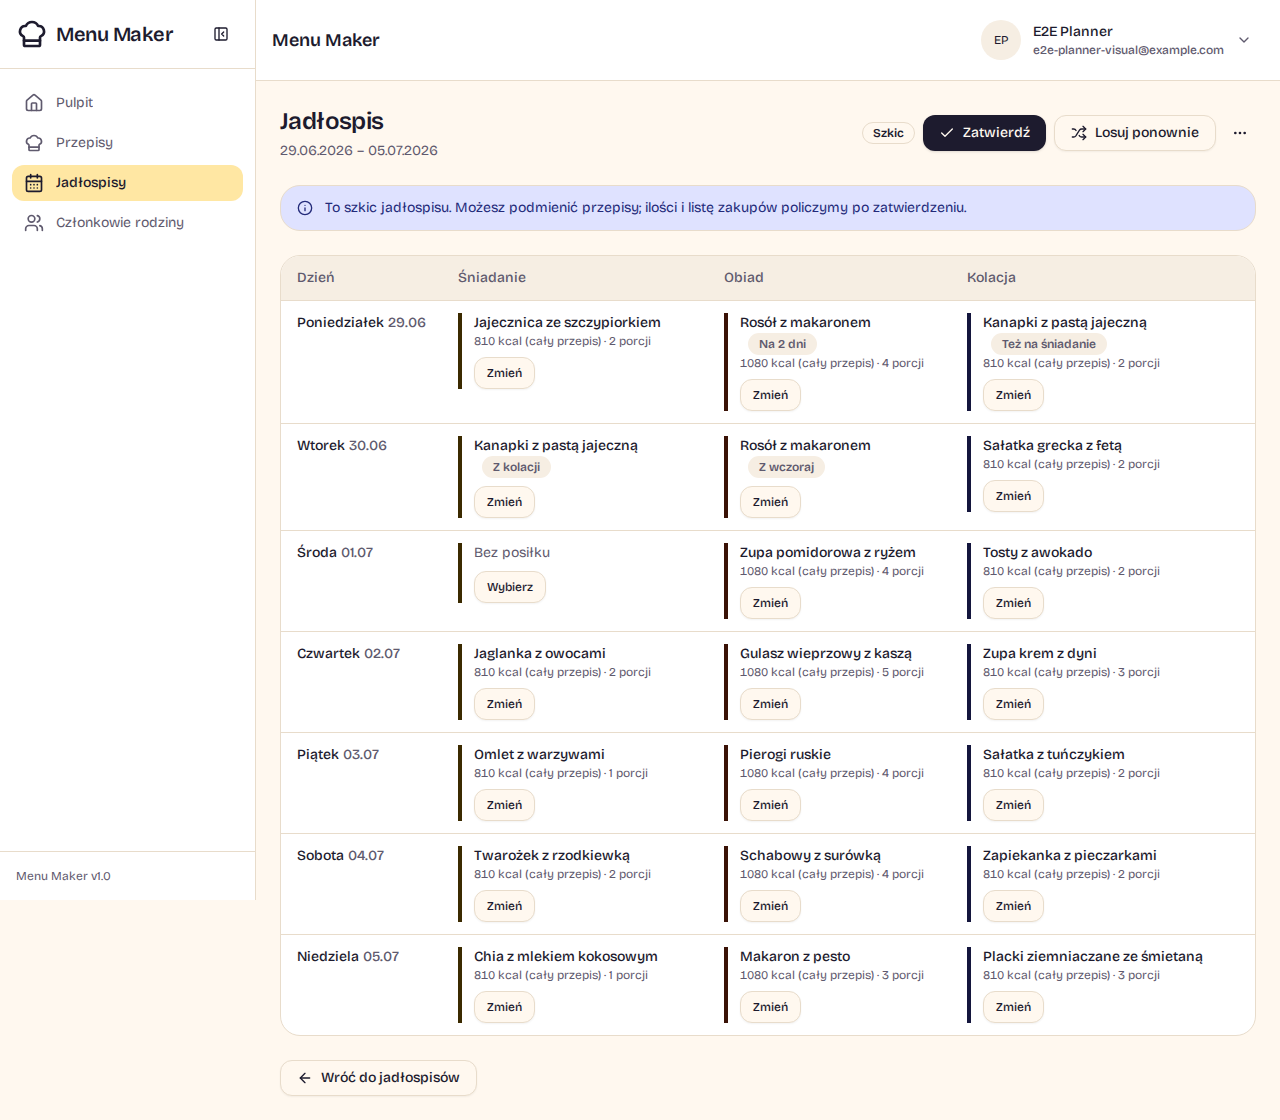 Menu Maker
Menu Maker
EP
E2E Planner
e2e-planner-visual@example.com
Pulpit
Przepisy
Jadłospisy
Członkowie rodziny
Menu Maker v1.0
Jadłospis
29.06.2026 – 05.07.2026
Szkic
Zatwierdź
Losuj ponownie
To szkic jadłospisu. Możesz podmienić przepisy; ilości i listę zakupów policzymy po zatwierdzeniu.
Dzień Śniadanie Obiad Kolacja
Poniedziałek 29.06
Jajecznica ze szczypiorkiem
810 kcal (cały przepis) · 2 porcji
Zmień
Rosół z makaronem
Na 2 dni
1080 kcal (cały przepis) · 4 porcji
Zmień
Kanapki z pastą jajeczną
Też na śniadanie
810 kcal (cały przepis) · 2 porcji
Zmień
Wtorek 30.06
Kanapki z pastą jajeczną
Z kolacji
Zmień
Rosół z makaronem
Z wczoraj
Zmień
Sałatka grecka z fetą
810 kcal (cały przepis) · 2 porcji
Zmień
Środa 01.07
Bez posiłku
Wybierz
Zupa pomidorowa z ryżem
1080 kcal (cały przepis) · 4 porcji
Zmień
Tosty z awokado
810 kcal (cały przepis) · 2 porcji
Zmień
Czwartek 02.07
Jaglanka z owocami
810 kcal (cały przepis) · 2 porcji
Zmień
Gulasz wieprzowy z kaszą
1080 kcal (cały przepis) · 5 porcji
Zmień
Zupa krem z dyni
810 kcal (cały przepis) · 3 porcji
Zmień
Piątek 03.07
Omlet z warzywami
810 kcal (cały przepis) · 1 porcji
Zmień
Pierogi ruskie
1080 kcal (cały przepis) · 4 porcji
Zmień
Sałatka z tuńczykiem
810 kcal (cały przepis) · 2 porcji
Zmień
Sobota 04.07
Twarożek z rzodkiewką
810 kcal (cały przepis) · 2 porcji
Zmień
Schabowy z surówką
1080 kcal (cały przepis) · 4 porcji
Zmień
Zapiekanka z pieczarkami
810 kcal (cały przepis) · 2 porcji
Zmień
Niedziela 05.07
Chia z mlekiem kokosowym
810 kcal (cały przepis) · 1 porcji
Zmień
Makaron z pesto
1080 kcal (cały przepis) · 3 porcji
Zmień
Placki ziemniaczane ze śmietaną
810 kcal (cały przepis) · 3 porcji
Zmień
Wróć do jadłospisów